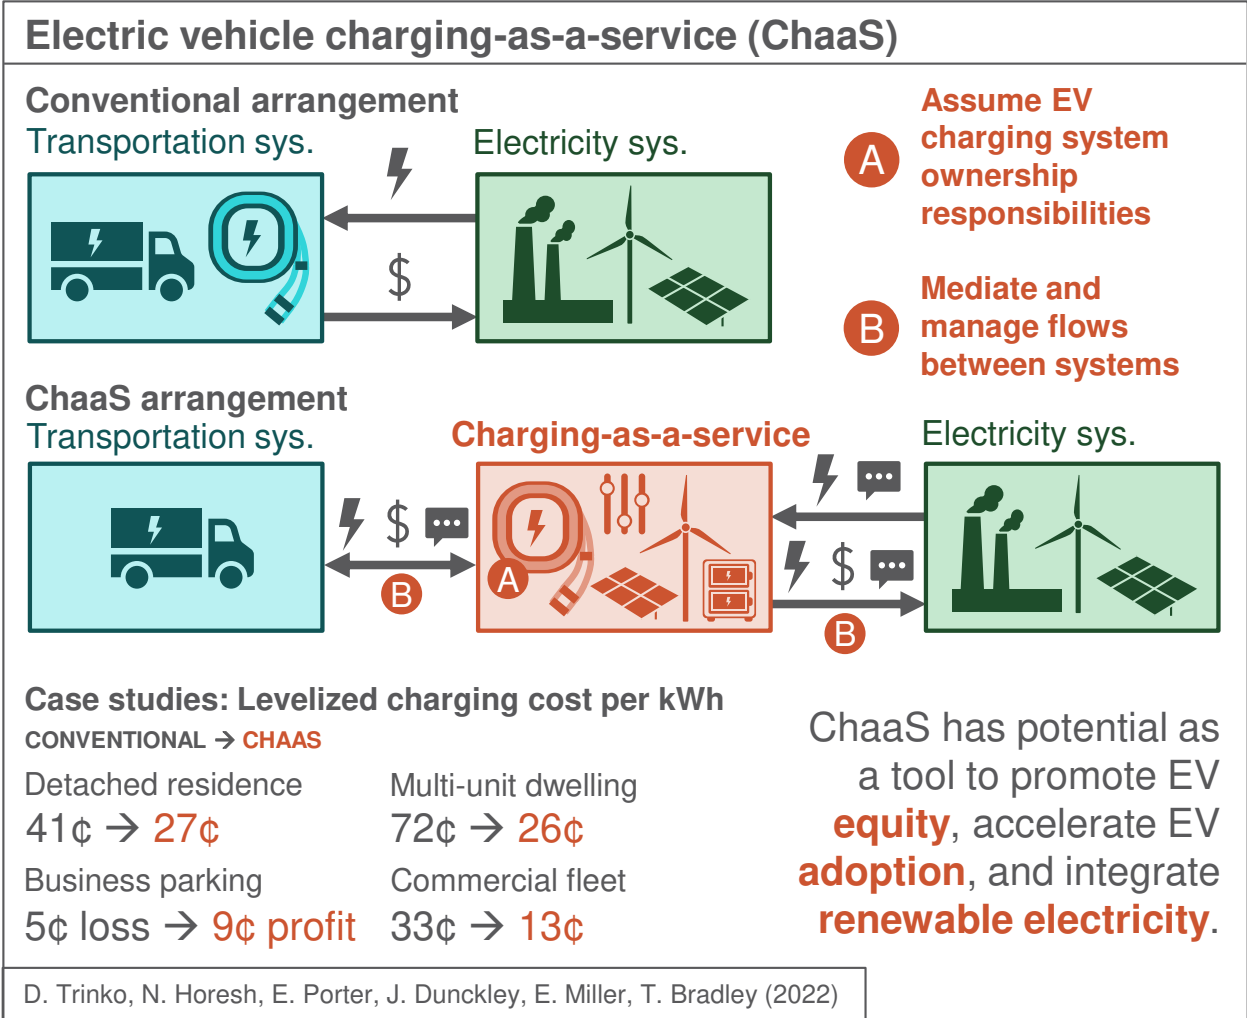 Electric vehicle charging-as-a-service (ChaaS)
Conventional arrangement
Transportation sys.
Electricity sys.
$
A
Assume EV
charging system
ownership
responsibilities
B
Mediate and
manage flows
between systems
ChaaS arrangement
Transportation sys.
Charging-as-a-service
Electricity sys.
$
B
A
$
B
Case studies: Levelized charging cost per kWh
CONVENTIONAL → CHAAS
Detached residence
41¢ → 27¢
Multi-unit dwelling
72¢ → 26¢
Business parking
5¢ loss → 9¢ profit
Commercial fleet
33¢ → 13¢
ChaaS has potential as
a tool to promote EV
equity, accelerate EV
adoption, and integrate
renewable electricity.
D. Trinko, N. Horesh, E. Porter, J. Dunckley, E. Miller, T. Bradley (2022)